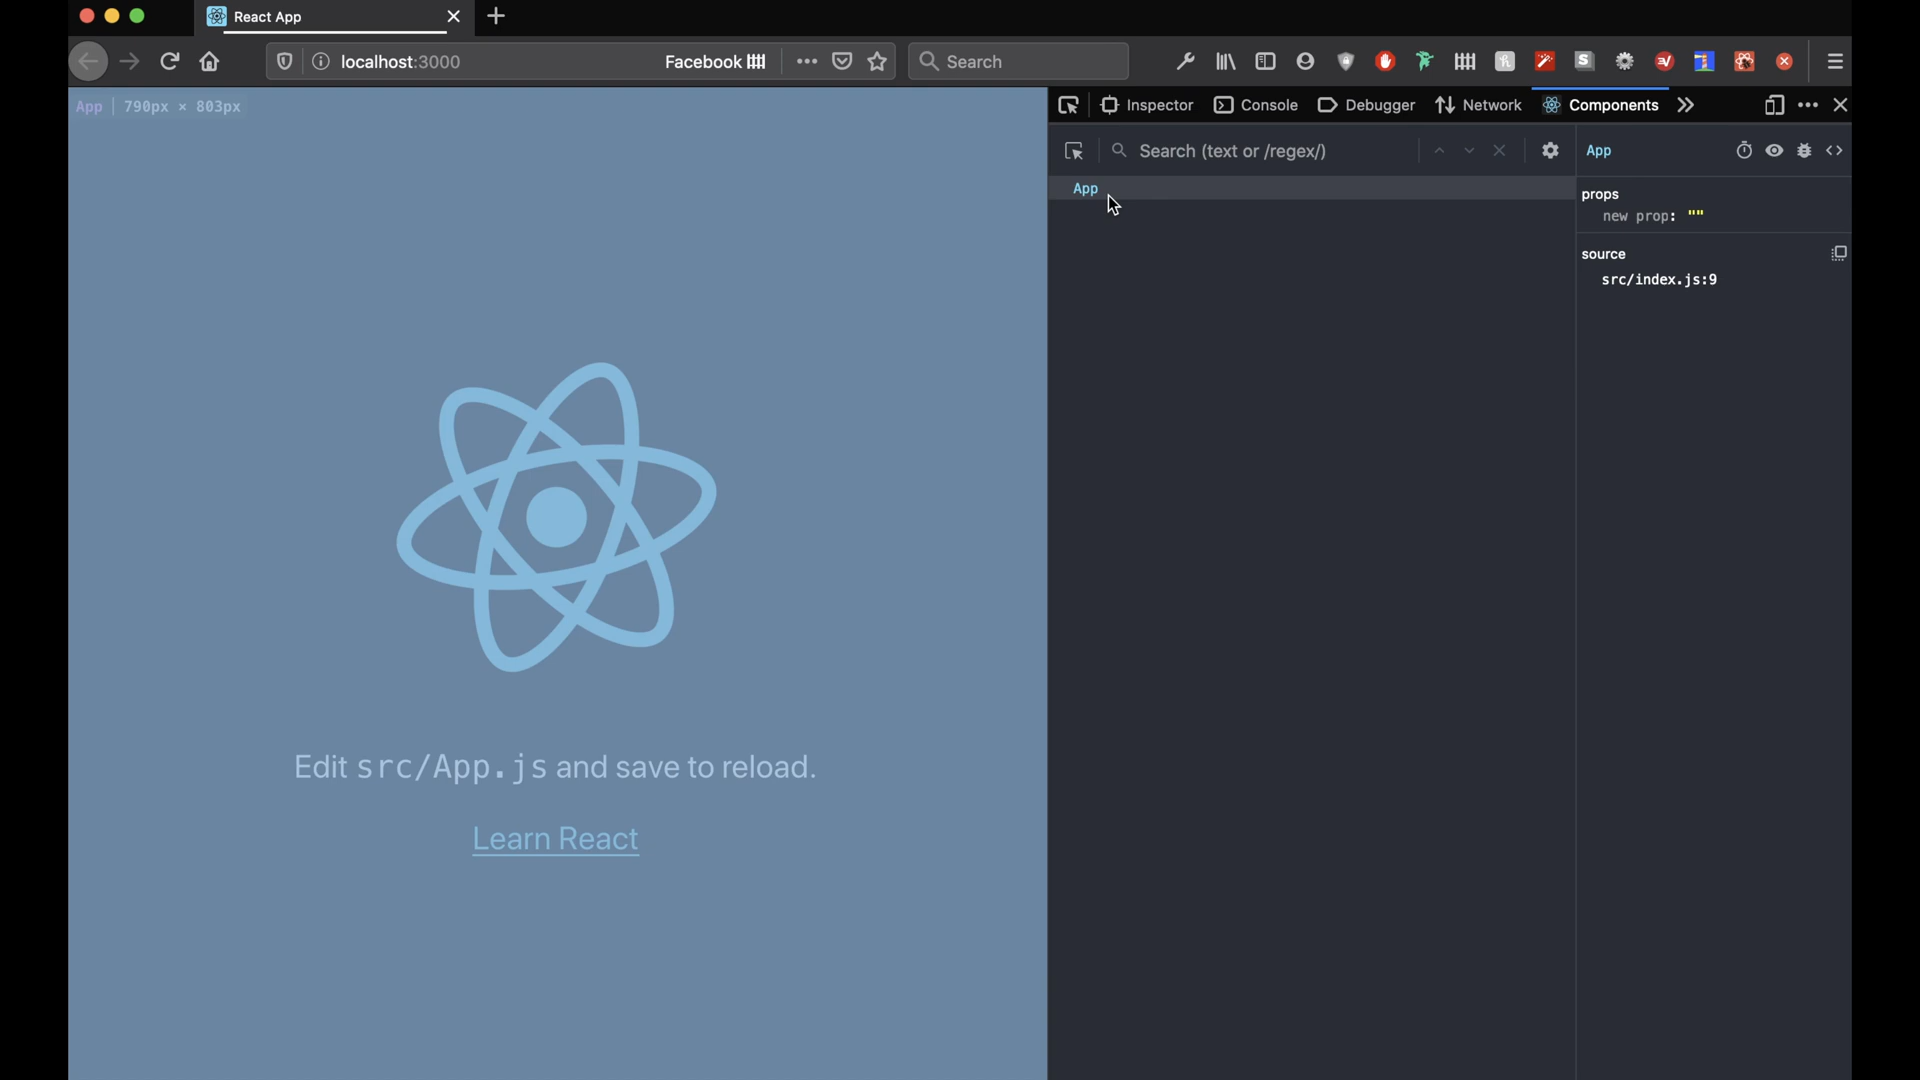 React App
localhost:3000
Facebook
Search
App | 790px × 803px
Inspector
Console
Debugger
Network
Components
Search (text or /regex/)
App
App
props
new prop: ""
source
src/index.js:9
Edit src/App.js and save to reload.
Learn React